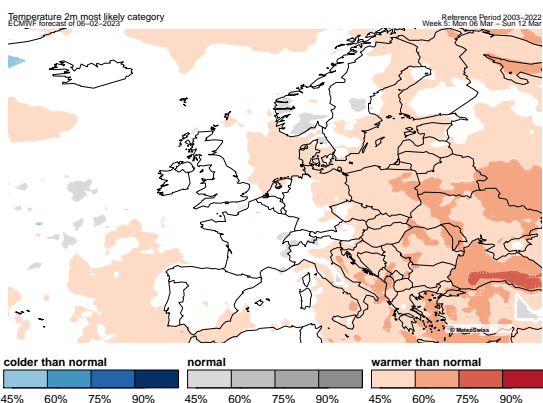 Temperature 2m most likely category
ECMWF forecast of 06−02−2023
Reference Period 2003−2022
Week 5: Mon 06 Mar − Sun 12 Mar
© MeteoSwiss
colder than normal
normal
warmer than normal
45% 60% 75% 90%
45% 60% 75% 90%
45% 60% 75% 90%